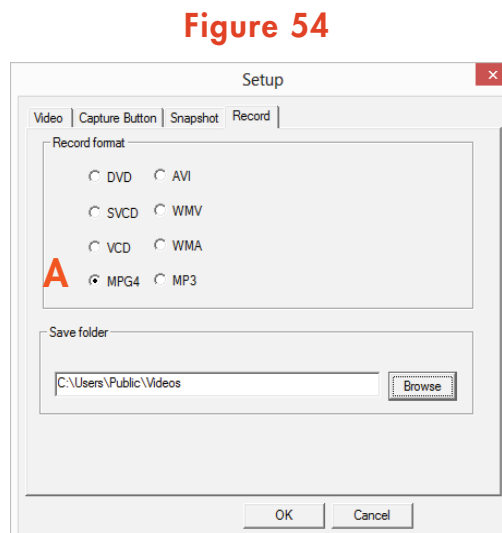 Figure 54
Setup
Video Capture Button Snapshot Record
Record format
DVD AVI
SVCD WMV
VCD WMA
A MPG4 MP3
Save folder
C:\Users\Public\Videos Browse
OK Cancel